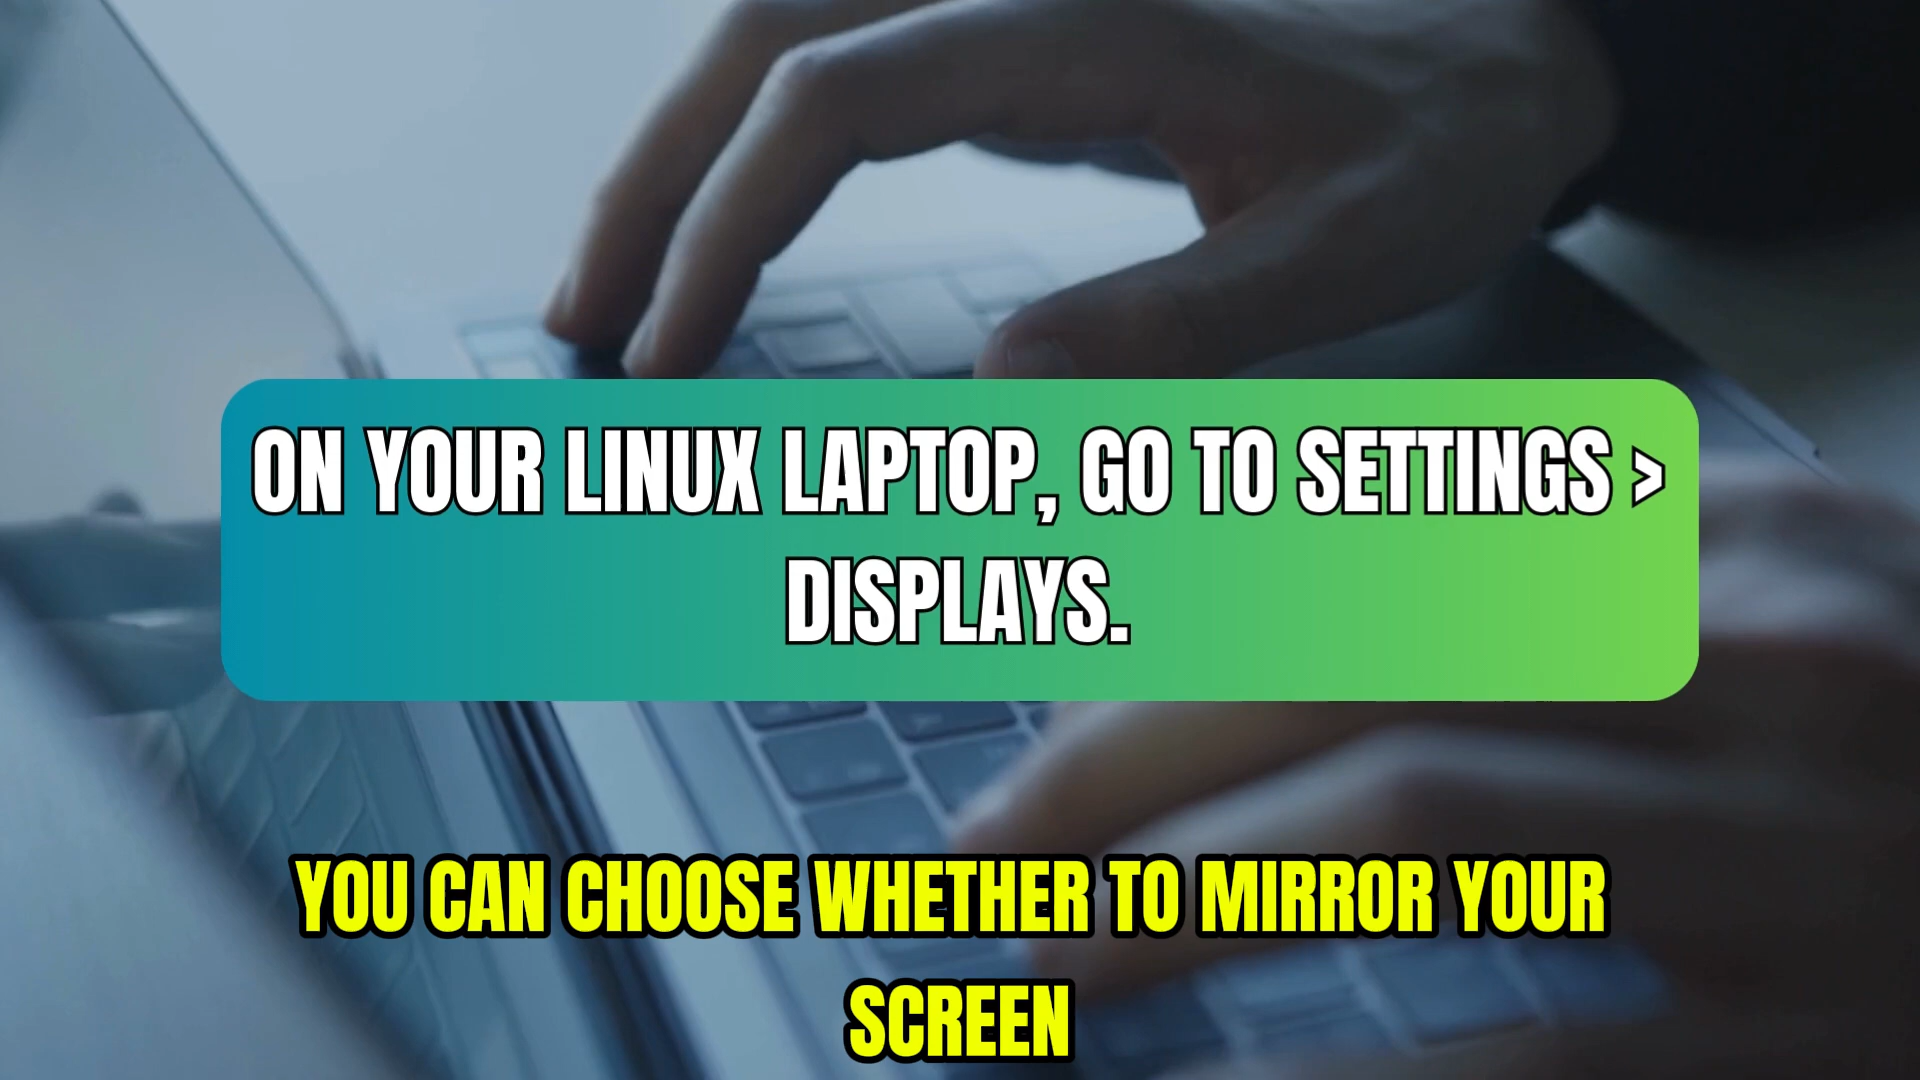 ON YOUR LINUX LAPTOP, GO TO SETTINGS >
DISPLAYS.
YOU CAN CHOOSE WHETHER TO MIRROR YOUR
SCREEN